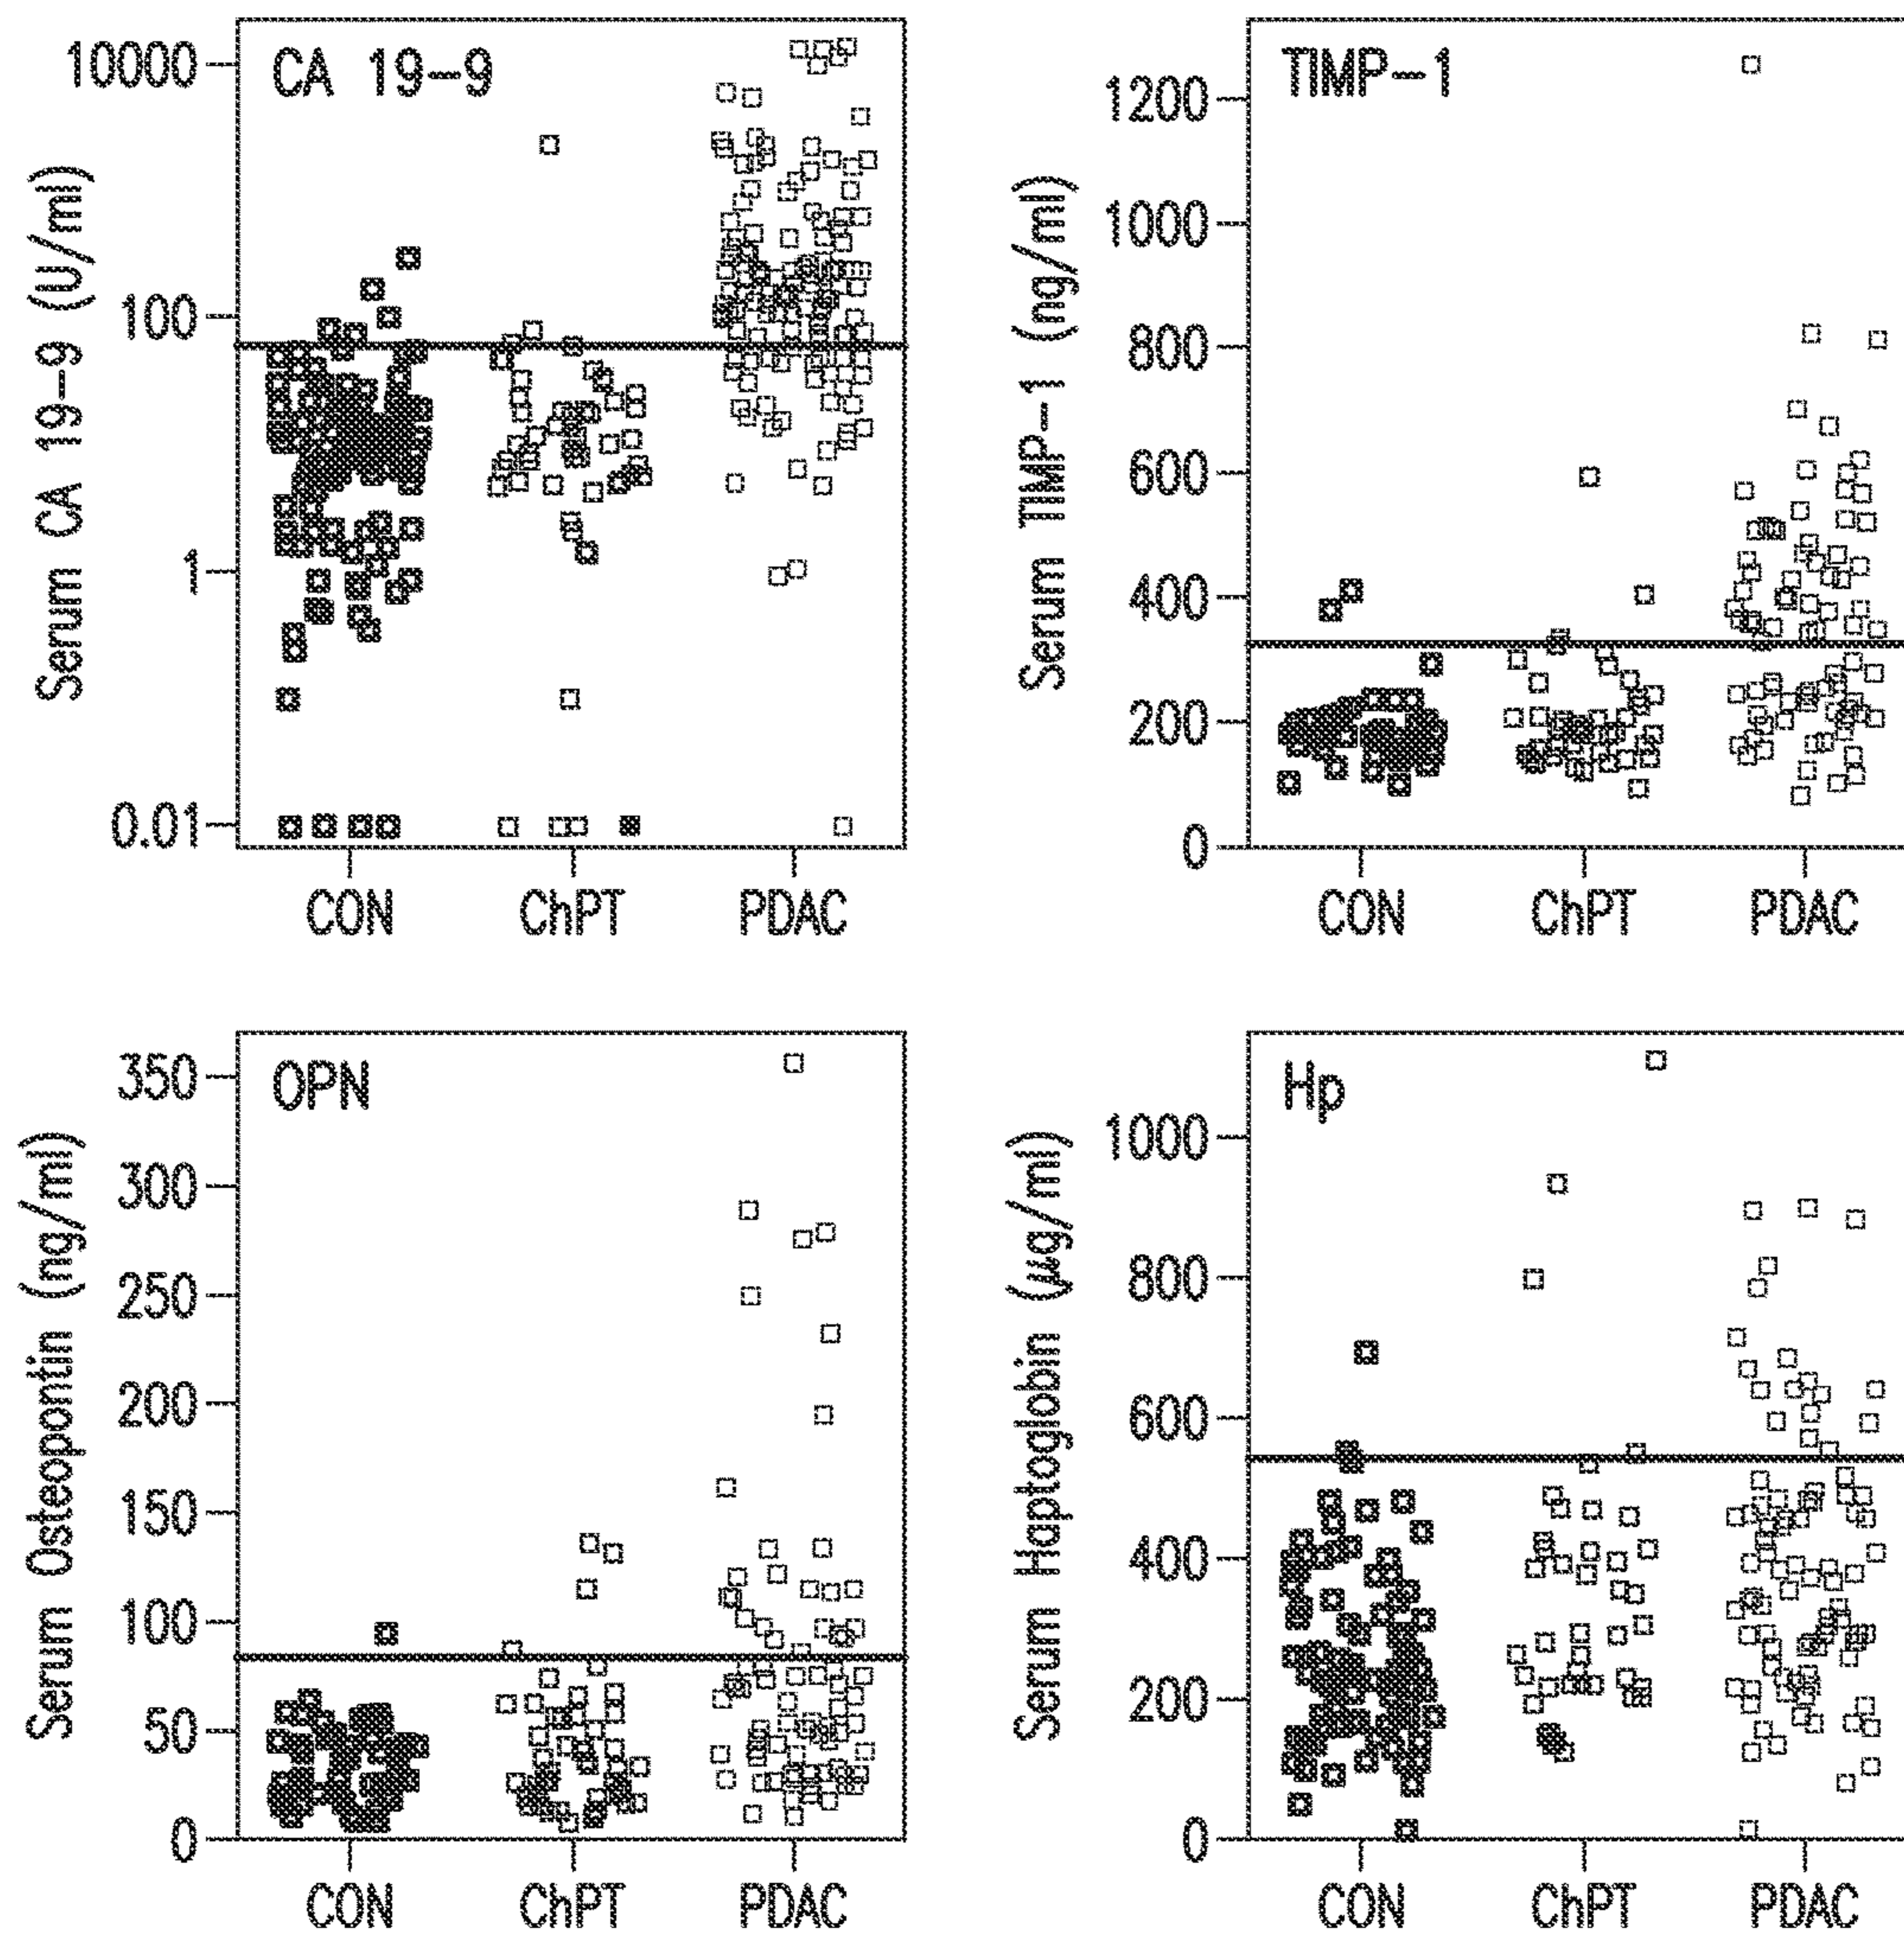 CA 19-9
Serum CA 19-9 (U/ml)
10000
100
1
0.01
CON ChPT PDAC
TIMP-1
Serum TIMP-1 (ng/ml)
1200
1000
800
600
400
200
0
CON ChPT PDAC
OPN
Serum Osteopontin (ng/ml)
350
300
250
200
150
100
50
0
CON ChPT PDAC
Hp
Serum Haptoglobin (µg/ml)
1000
800
600
400
200
0
CON ChPT PDAC